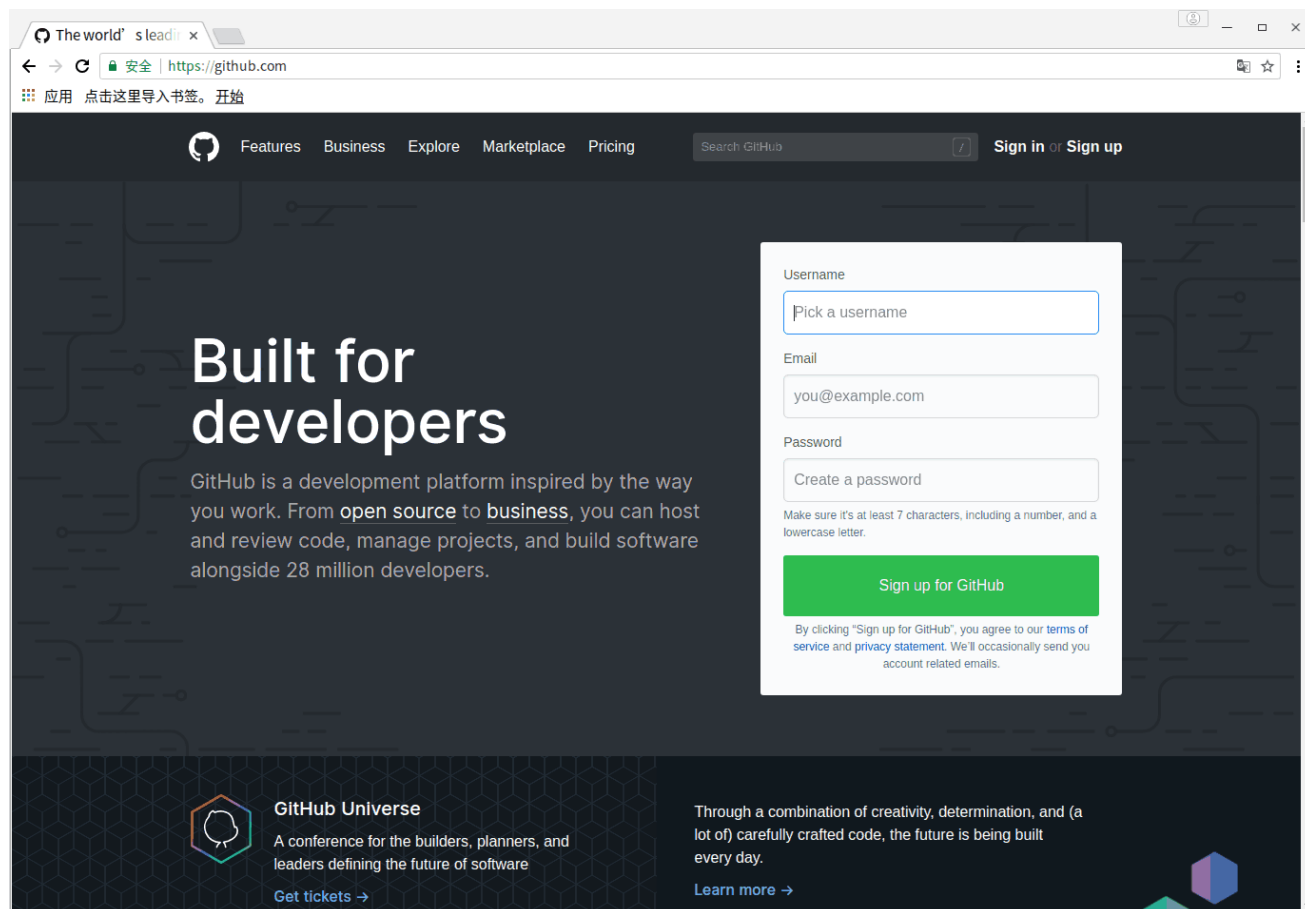 The world's leadin
安全 https://github.com
应用 点击这里导入书签。 开始
Features Business Explore Marketplace Pricing Search GitHub / Sign in or Sign up
Built for
developers
GitHub is a development platform inspired by the way
you work. From open source to business, you can host
and review code, manage projects, and build software
alongside 28 million developers.
Username
Pick a username
Email
you@example.com
Password
Create a password
Make sure it's at least 7 characters, including a number, and a
lowercase letter.
Sign up for GitHub
By clicking “Sign up for GitHub”, you agree to our terms of
service and privacy statement. We’ll occasionally send you
account related emails.
GitHub Universe
A conference for the builders, planners, and
leaders defining the future of software
Get tickets →
Through a combination of creativity, determination, and (a
lot of) carefully crafted code, the future is being built
every day.
Learn more →